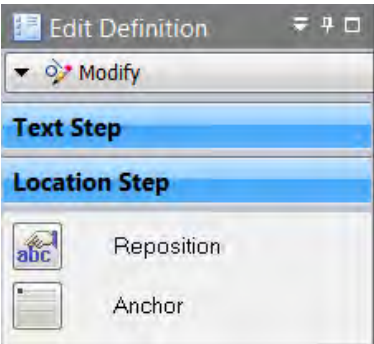 Edit Definition
Modify
Text Step
Location Step
abc Reposition
Anchor